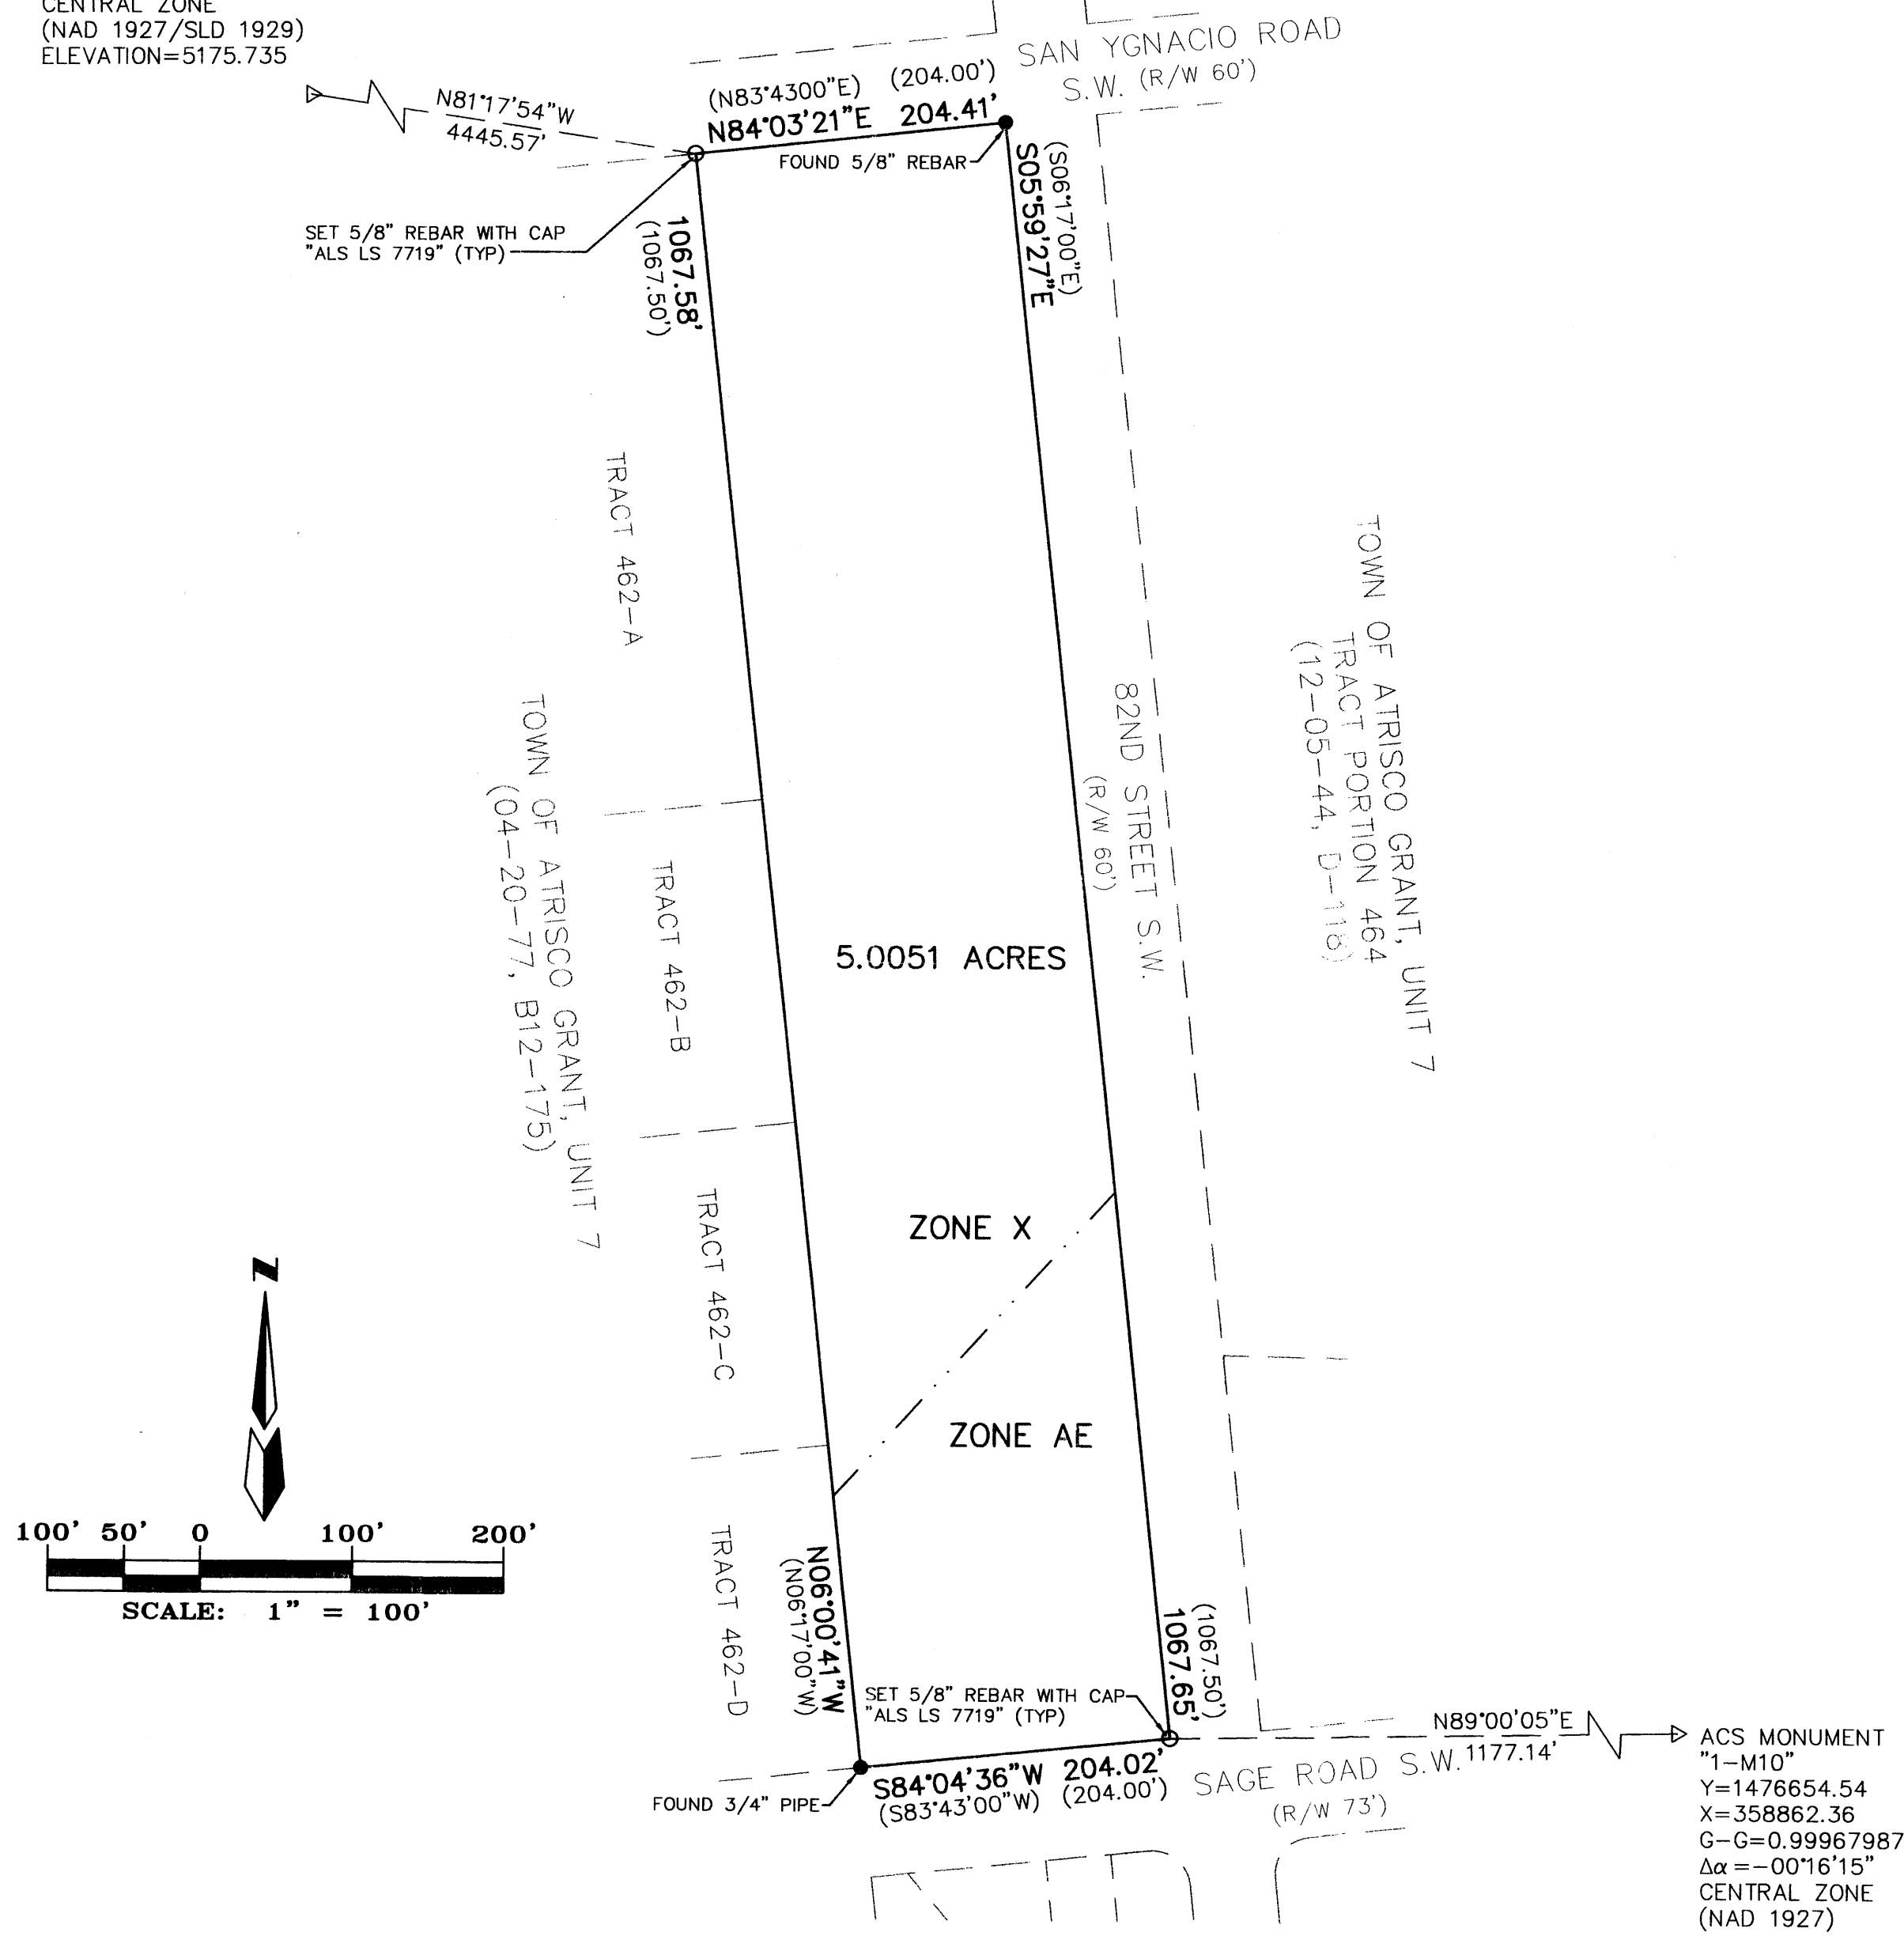 CENTRAL ZONE
(NAD 1927/SLD 1929)
ELEVATION=5175.735
N81°17'54"W
4445.57'
(N83°4300"E) (204.00')
N84°03'21"E 204.41'
SAN YGNACIO ROAD
S.W. (R/W 60')
FOUND 5/8" REBAR
SET 5/8" REBAR WITH CAP
"ALS LS 7719" (TYP)
1067.58'
(1067.50')
(S06°17'00"E)
S05°59'27"E
TRACT 462-A
TOWN OF ATRISCO GRANT, UNIT 7
(04-20-77, B12-175)
TRACT 462-B
5.0051 ACRES
82ND STREET S.W.
(R/W 60')
TOWN OF ATRISCO GRANT, UNIT 7
TRACT PORTION 464
(12-05-44, D-118)
TRACT 462-C
ZONE X
ZONE AE
N
100' 50' 0 100' 200'
SCALE: 1" = 100'
TRACT 462-D
N06°00'41"W
(N06°17'00"W)
SET 5/8" REBAR WITH CAP
"ALS LS 7719" (TYP)
(1067.50')
1067.65'
FOUND 3/4" PIPE
S84°04'36"W 204.02'
(S83°43'00"W) (204.00')
SAGE ROAD S.W.
(R/W 73')
N89°00'05"E
1177.14'
ACS MONUMENT
"1-M10"
Y=1476654.54
X=358862.36
G-G=0.99967987
Δα=-00°16'15"
CENTRAL ZONE
(NAD 1927)